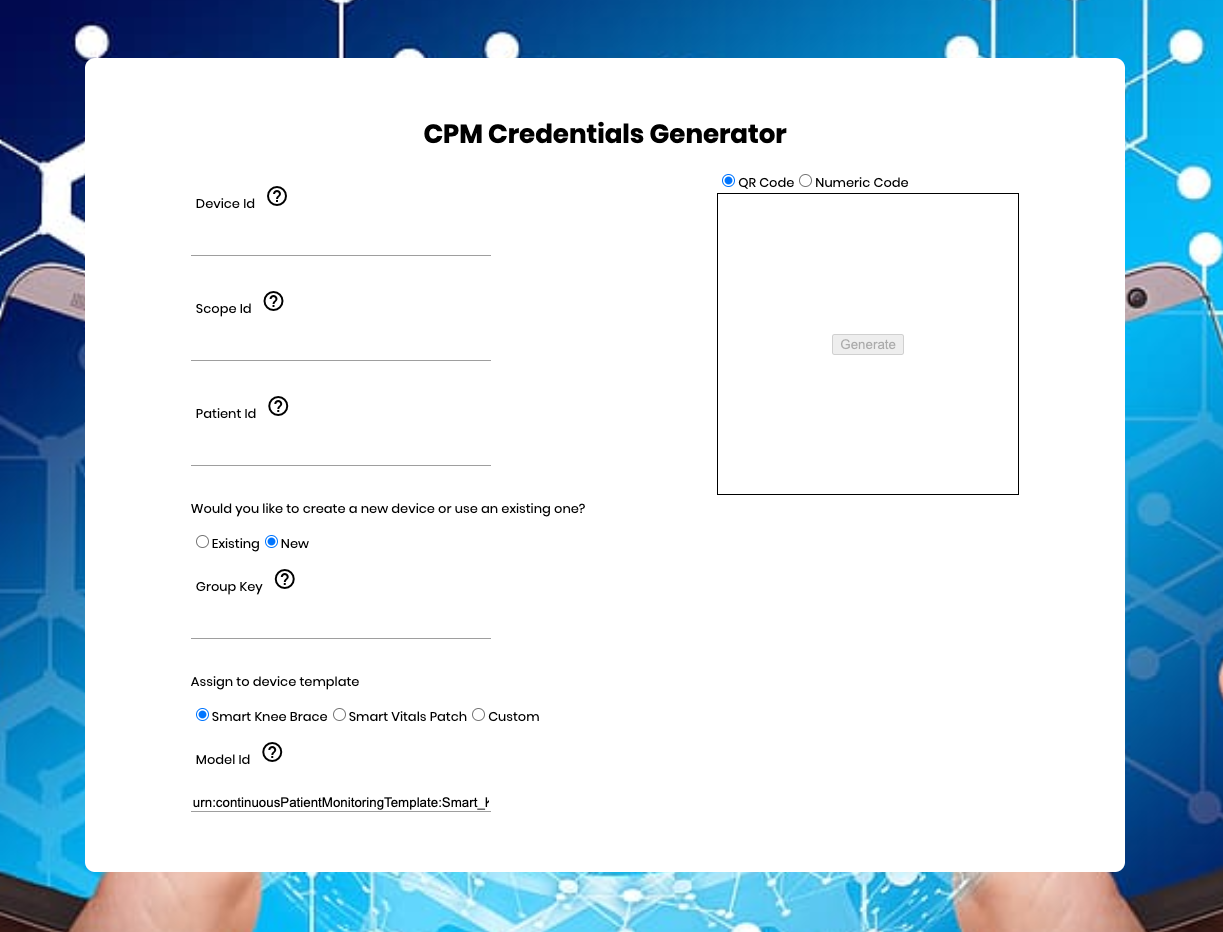 CPM Credentials Generator
Device Id
Scope Id
Patient Id
Would you like to create a new device or use an existing one?
Existing New
Group Key
Assign to device template
Smart Knee Brace Smart Vitals Patch Custom
Model Id
urn:continuousPatientMonitoringTemplate:Smart_
QR Code Numeric Code
Generate